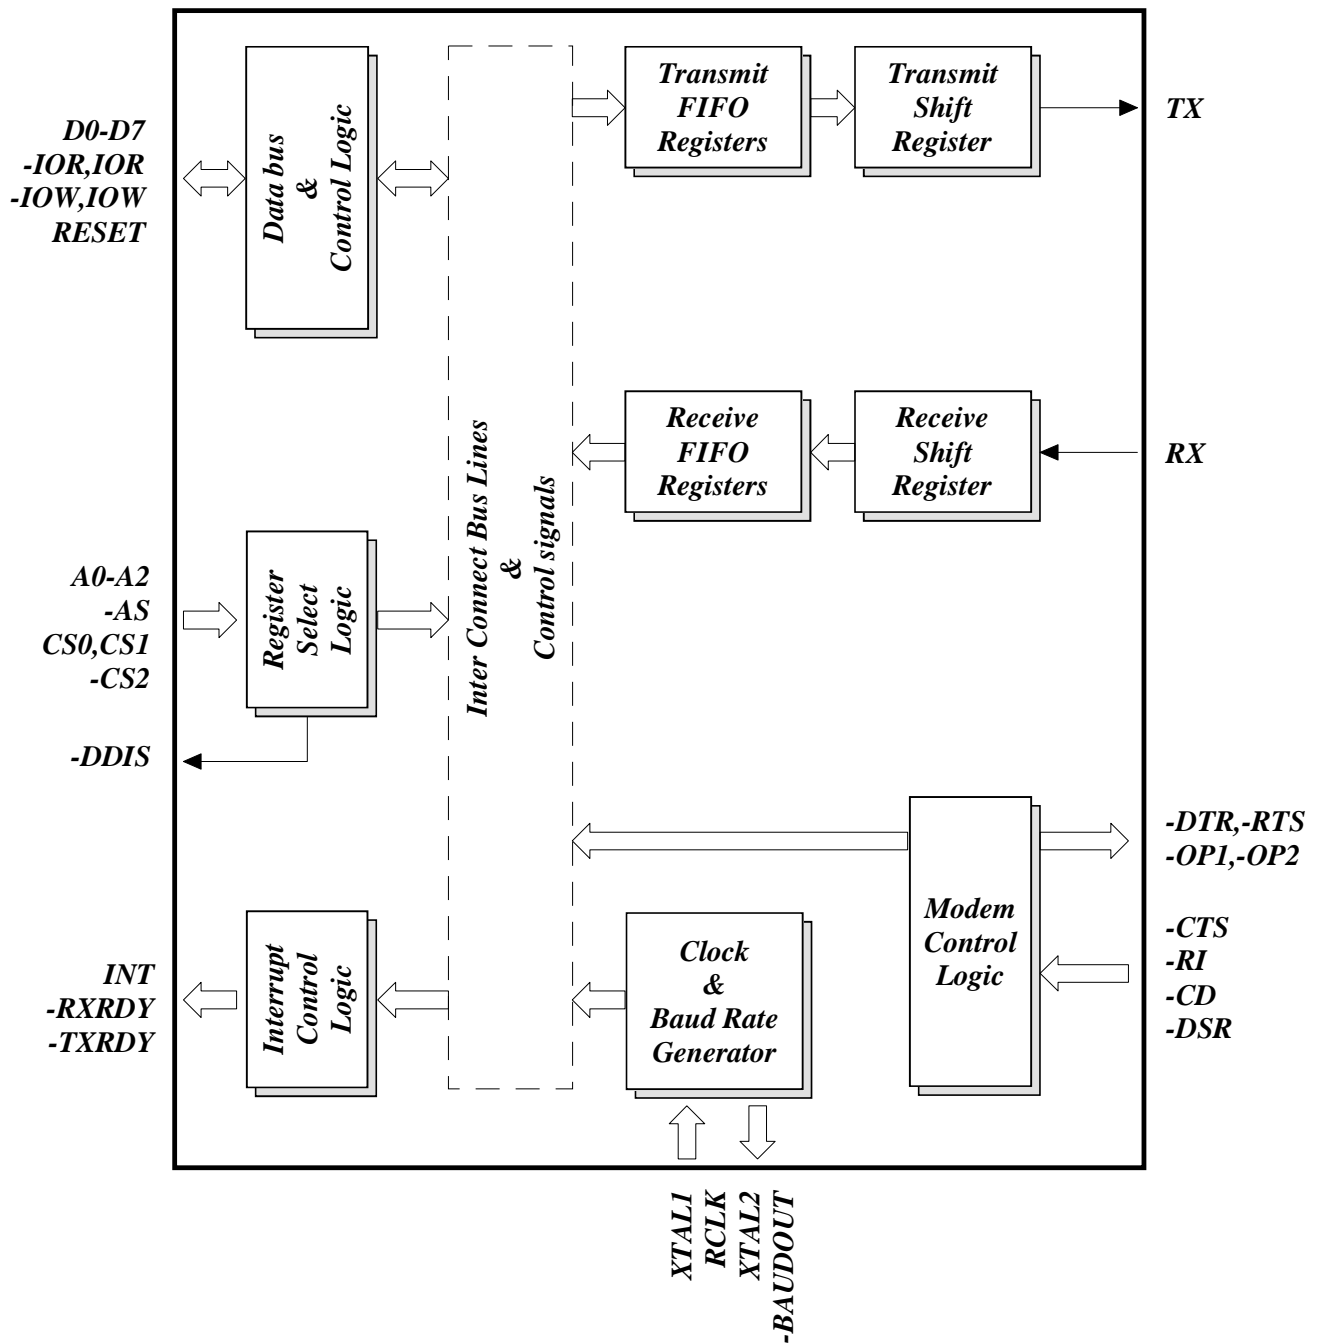 D0-D7
-IOR,IOR
-IOW,IOW
RESET
Data bus
&
Control Logic
A0-A2
-AS
CS0,CS1
-CS2
Register
Select
Logic
-DDIS
INT
-RXRDY
-TXRDY
Interrupt
Control
Logic
Inter Connect Bus Lines
&
Control signals
Transmit
FIFO
Registers
Transmit
Shift
Register
TX
Receive
FIFO
Registers
Receive
Shift
Register
RX
Clock
&
Baud Rate
Generator
Modem
Control
Logic
-DTR,-RTS
-OP1,-OP2
-CTS
-RI
-CD
-DSR
XTAL1
RCLK
XTAL2
-BAUDOUT